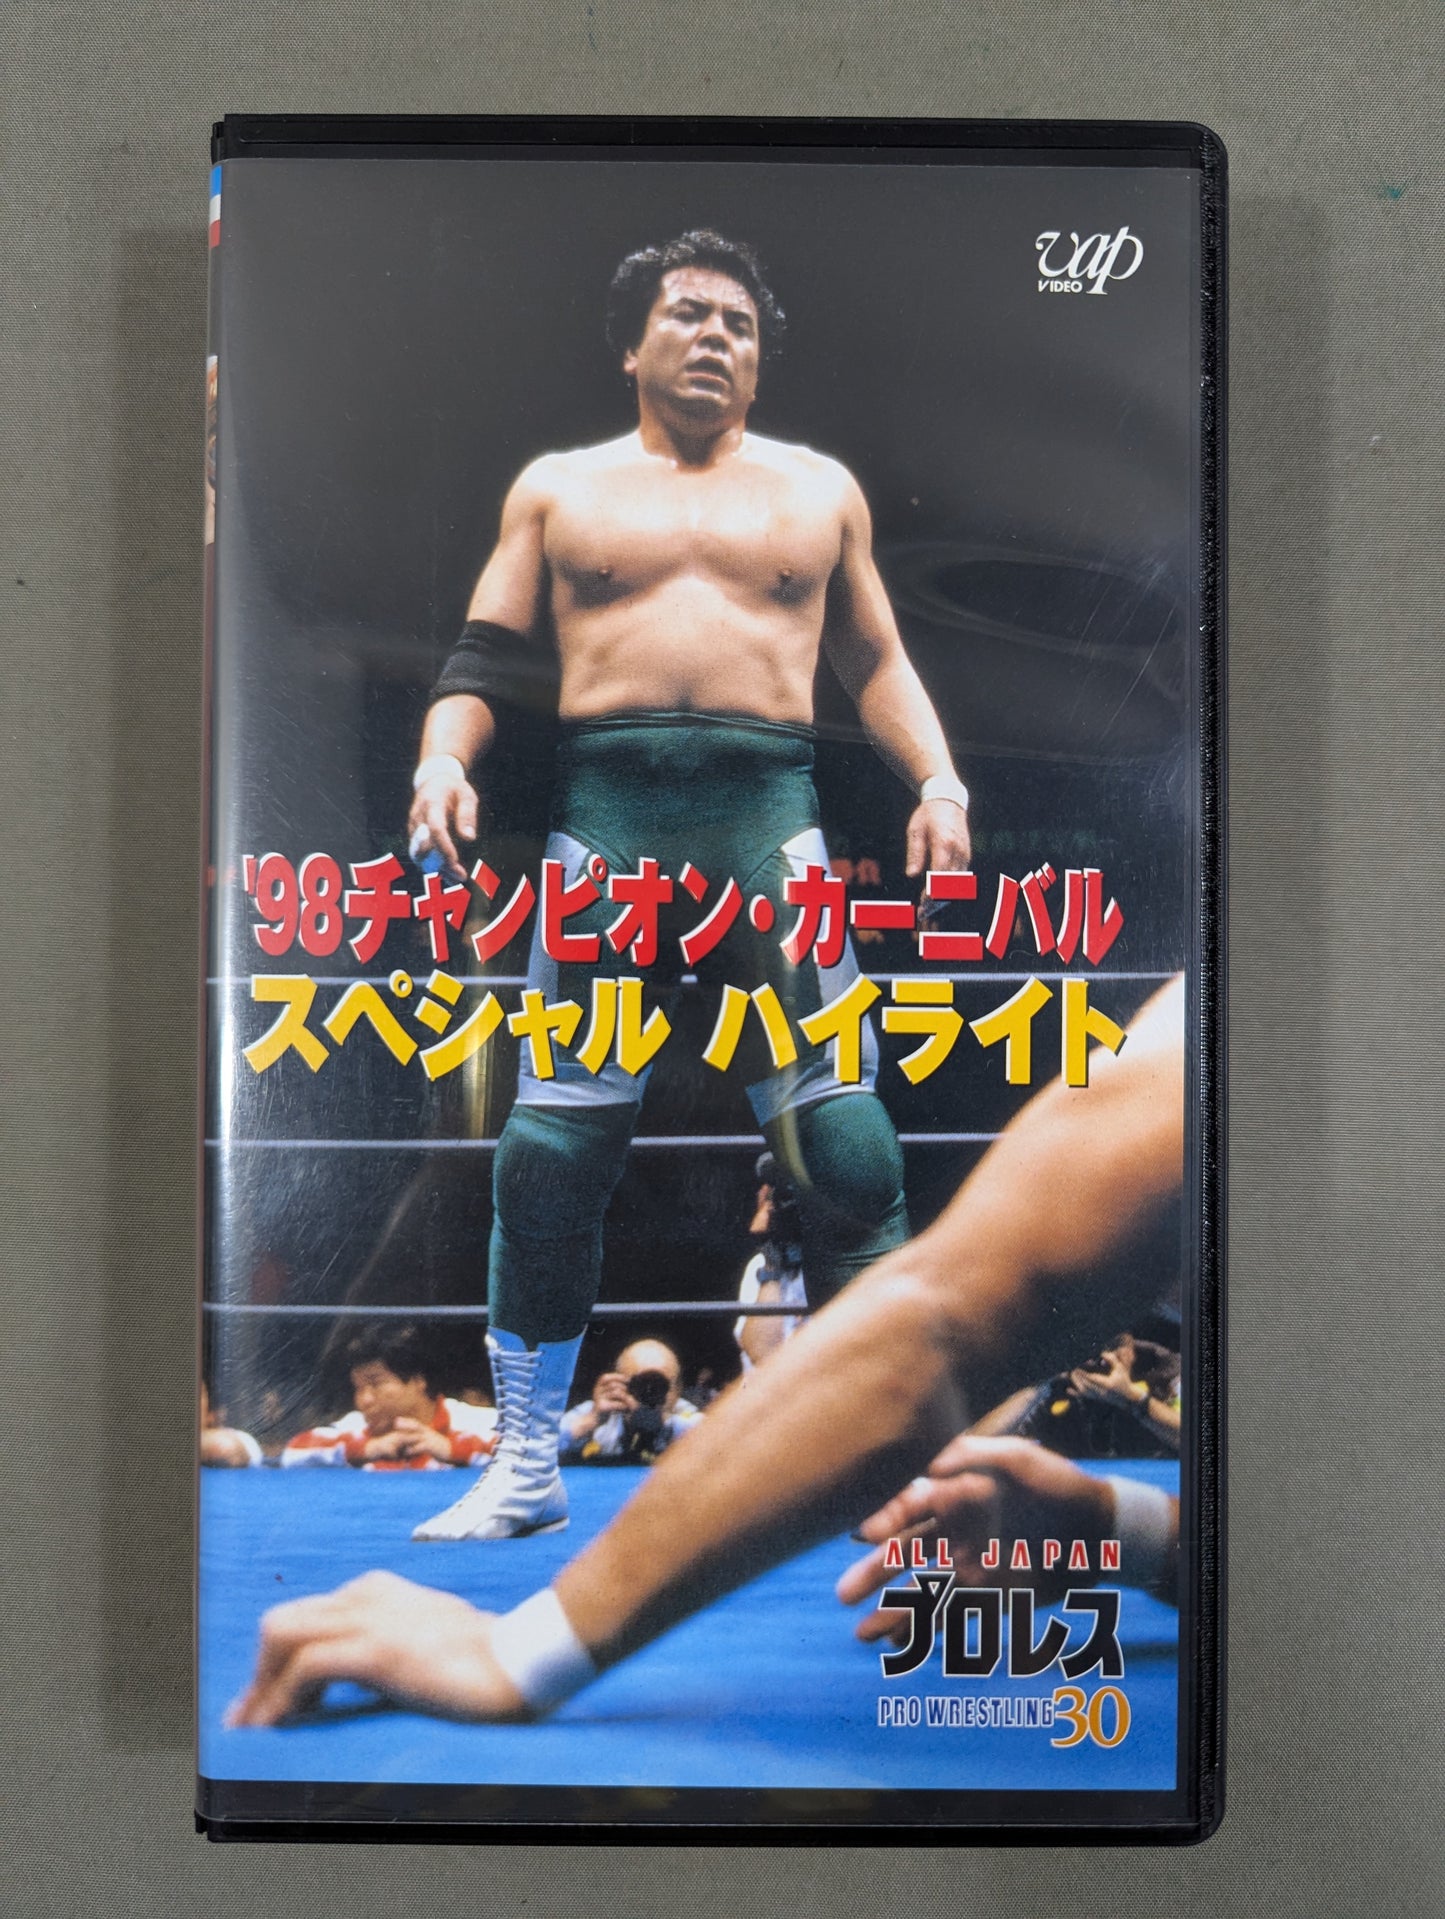 vap
VIDEO
'98チャンピオン・カーニバル
スペシャル ハイライト
ALL JAPAN
プロレス
PRO WRESTLING 30